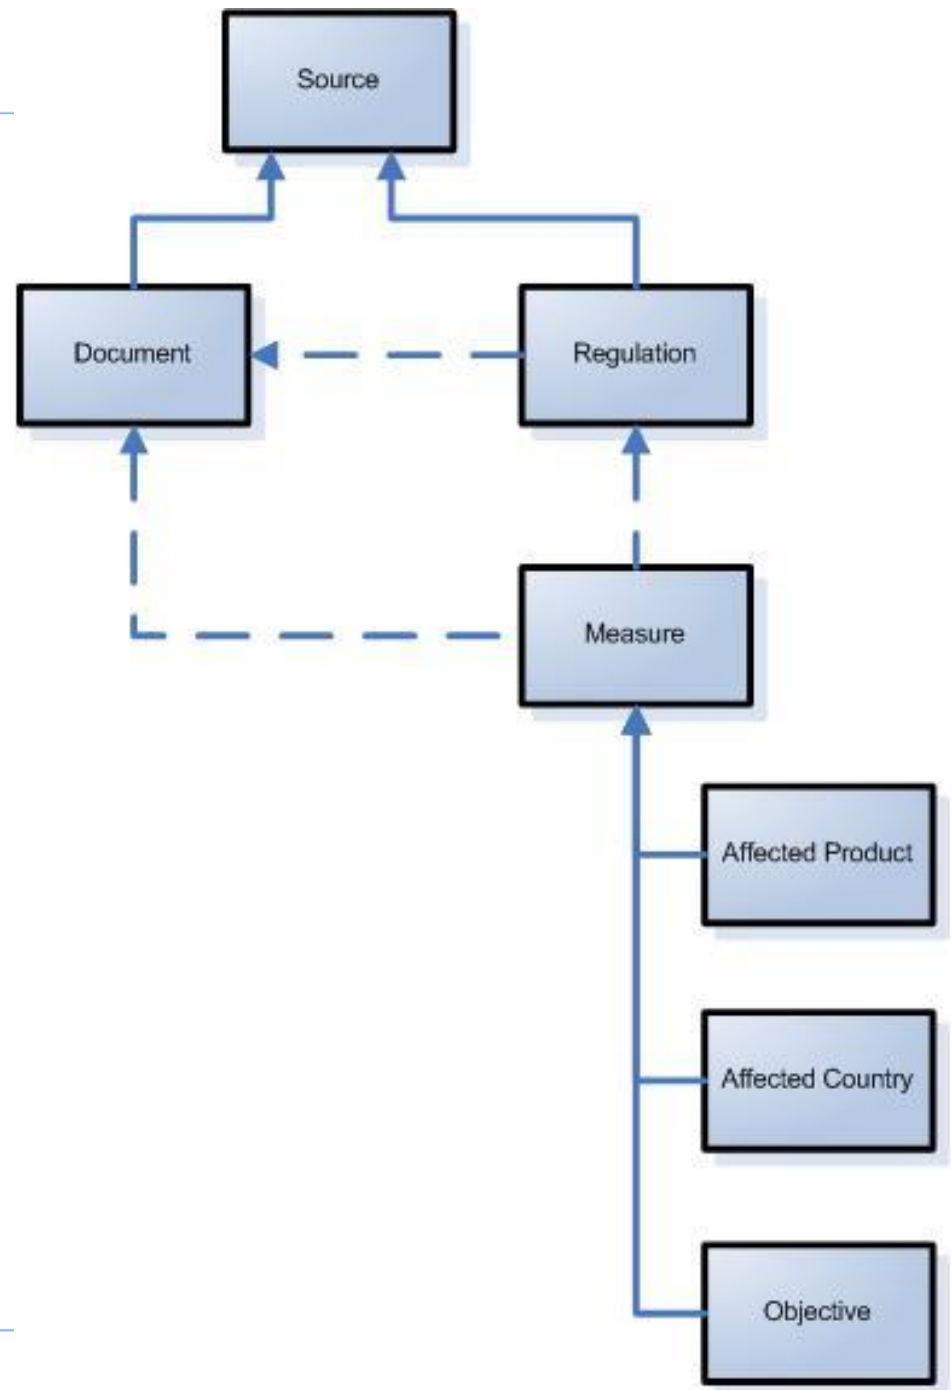 Source
Document
Regulation
Measure
Affected Product
Affected Country
Objective